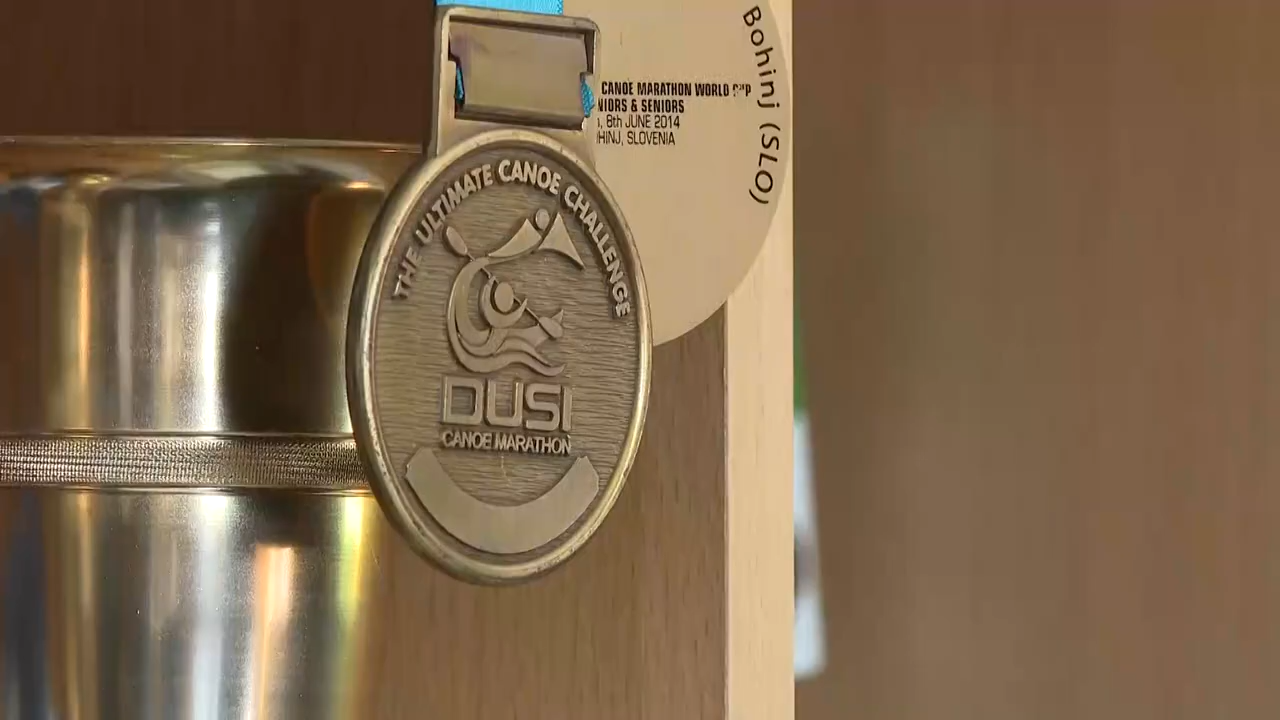 Bohinj (SLO)
CANOE MARATHON WORLD CUP
NIORS & SENIORS
, 8th JUNE 2014
HINJ, SLOVENIA
THE ULTIMATE CANOE CHALLENGE
DUSI
CANOE MARATHON